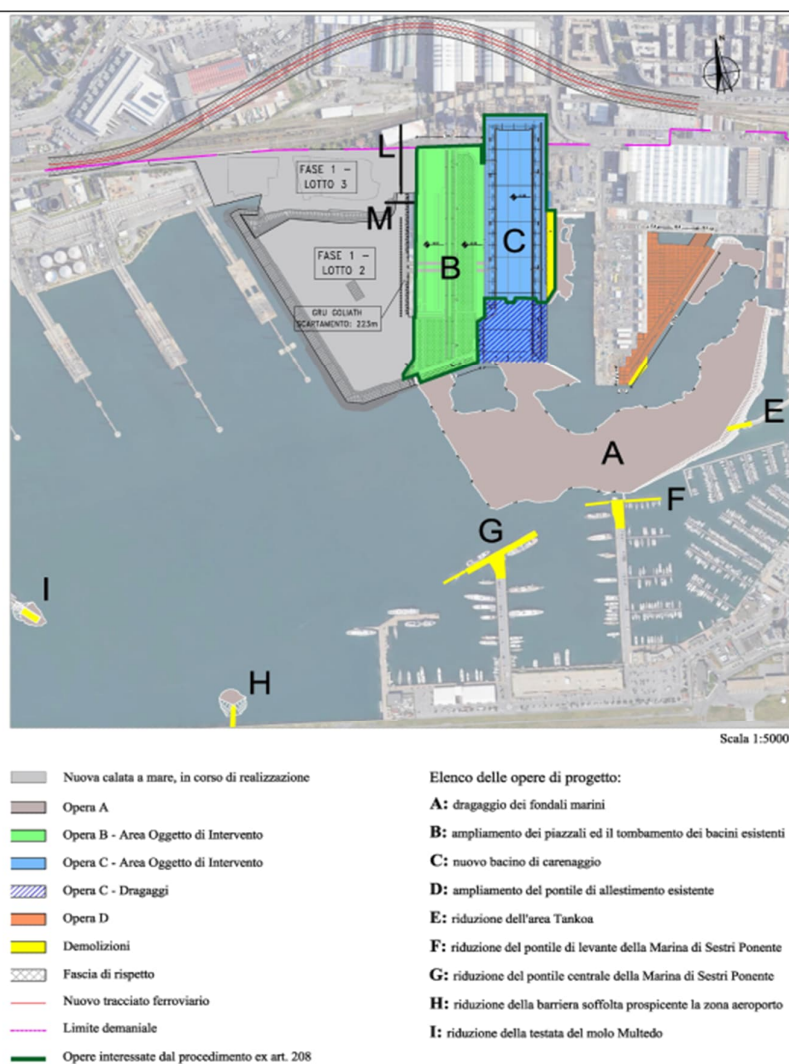 N
L
FASE 1 –
LOTTO 3
M
C
B
FASE 1 –
LOTTO 2
GRU GOLIATH
SCARTAMENTO: 223m
A
E
F
G
I
H
Scala 1:5000
Nuova calata a mare, in corso di realizzazione
Opera A
Opera B - Area Oggetto di Intervento
Opera C - Area Oggetto di Intervento
Opera C - Dragaggi
Opera D
Demolizioni
Fascia di rispetto
Nuovo tracciato ferroviario
Limite demaniale
Opere interessate dal procedimento ex art. 208
Elenco delle opere di progetto:
A: dragaggio dei fondali marini
B: ampliamento dei piazzali ed il tombamento dei bacini esistenti
C: nuovo bacino di carenaggio
D: ampliamento del pontile di allestimento esistente
E: riduzione dell'area Tankoa
F: riduzione del pontile di levante della Marina di Sestri Ponente
G: riduzione del pontile centrale della Marina di Sestri Ponente
H: riduzione della barriera soffolta prospicente la zona aeroporto
I: riduzione della testata del molo Multedo